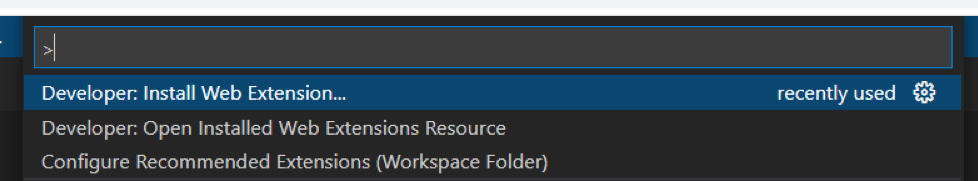 >
Developer: Install Web Extension... recently used
Developer: Open Installed Web Extensions Resource
Configure Recommended Extensions (Workspace Folder)